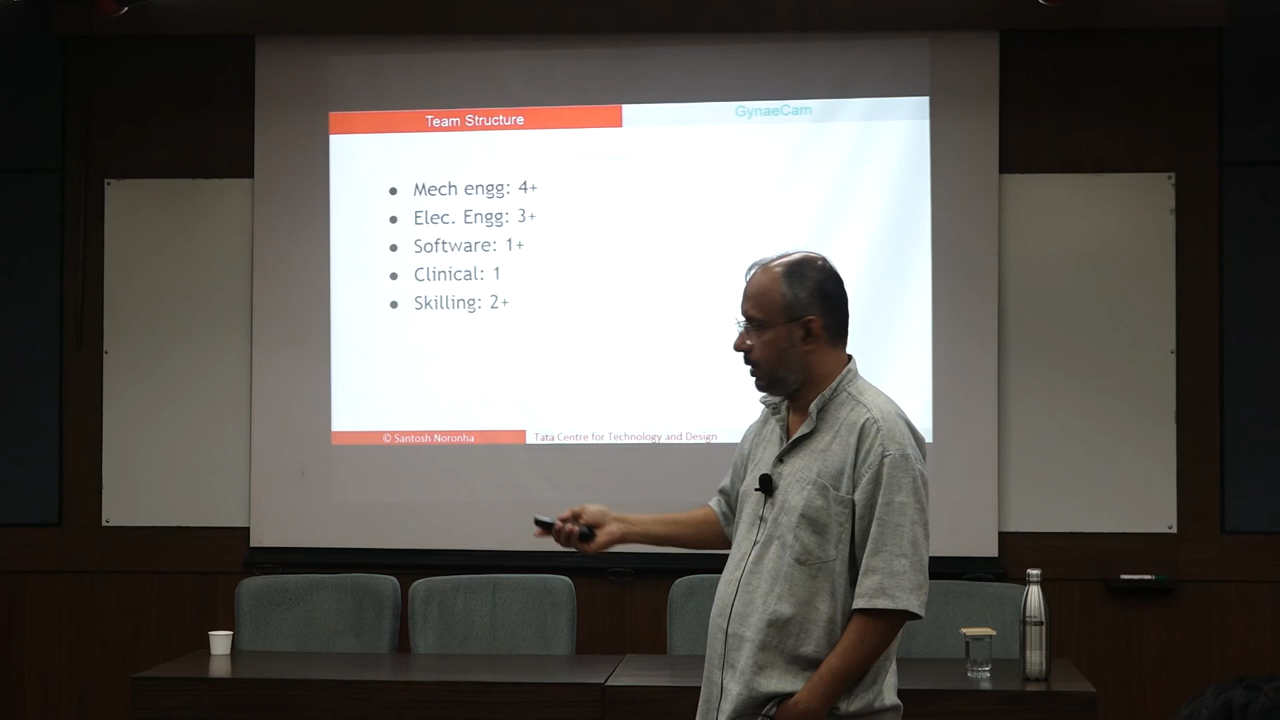 Team Structure
GynaeCam
● Mech engg: 4+
● Elec. Engg: 3+
● Software: 1+
● Clinical: 1
● Skilling: 2+
© Santosh Noronha
Tata Centre for Technology and Design